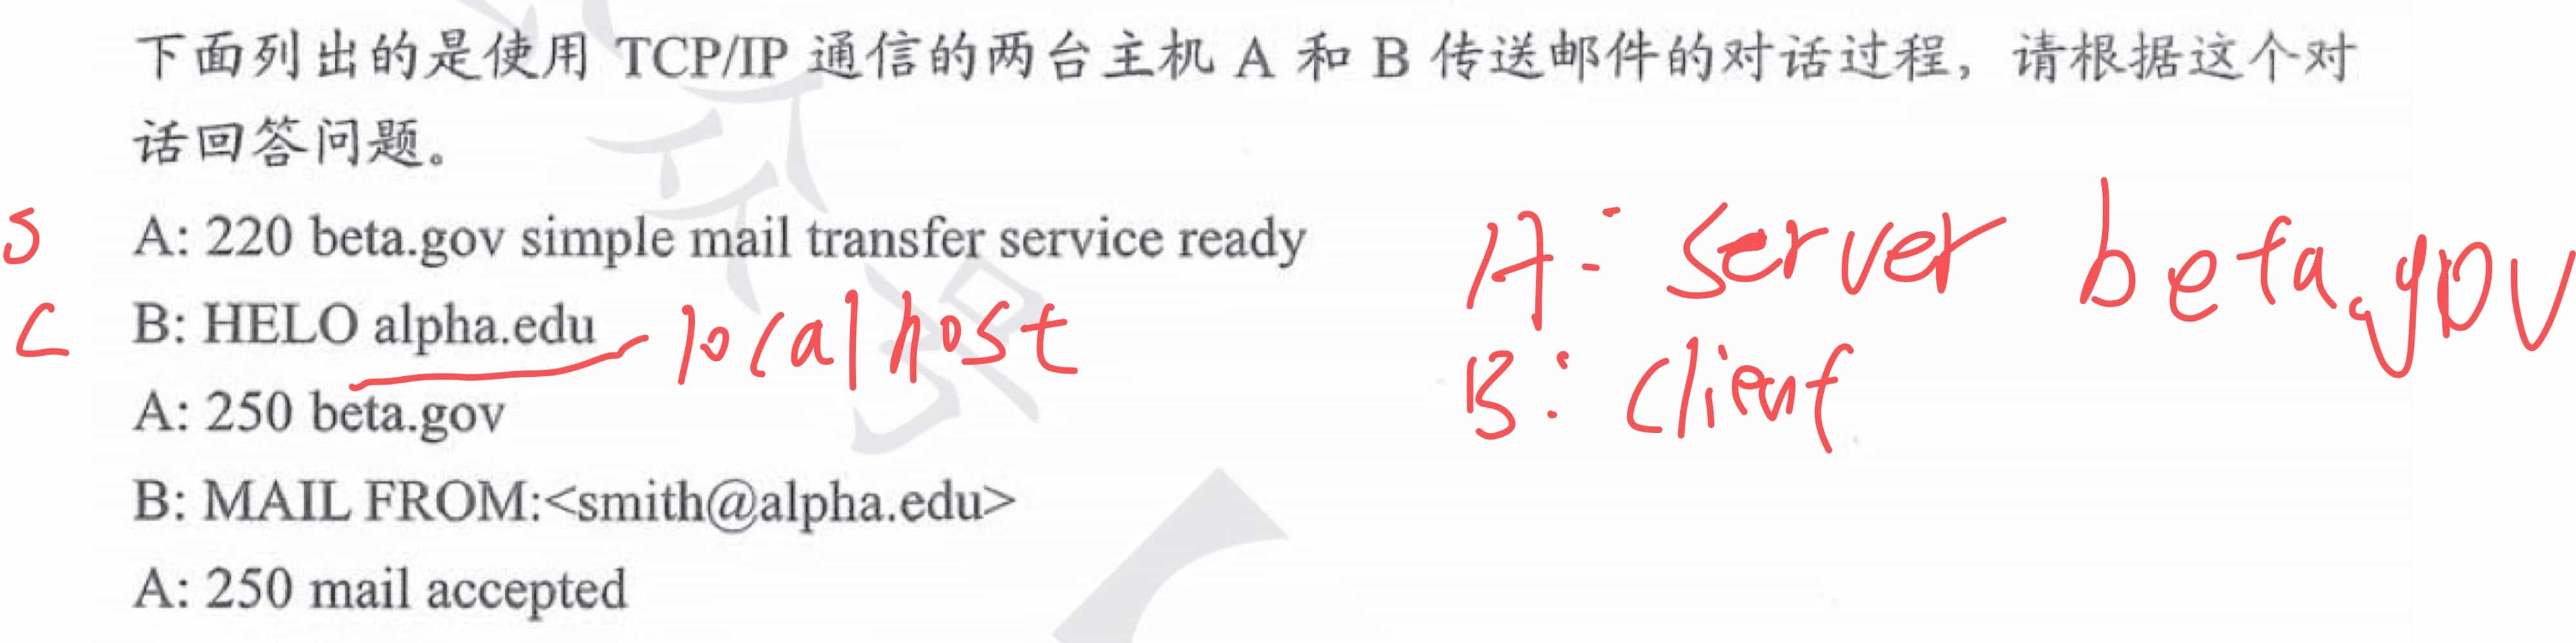 下面列出的是使用 TCP/IP 通信的两台主机 A 和 B 传送邮件的对话过程，请根据这个对
话回答问题。
S A: 220 beta.gov simple mail transfer service ready
A: server beta.gov
C B: HELO alpha.edu localhost
B: client
A: 250 beta.gov
B: MAIL FROM:<smith@alpha.edu>
A: 250 mail accepted